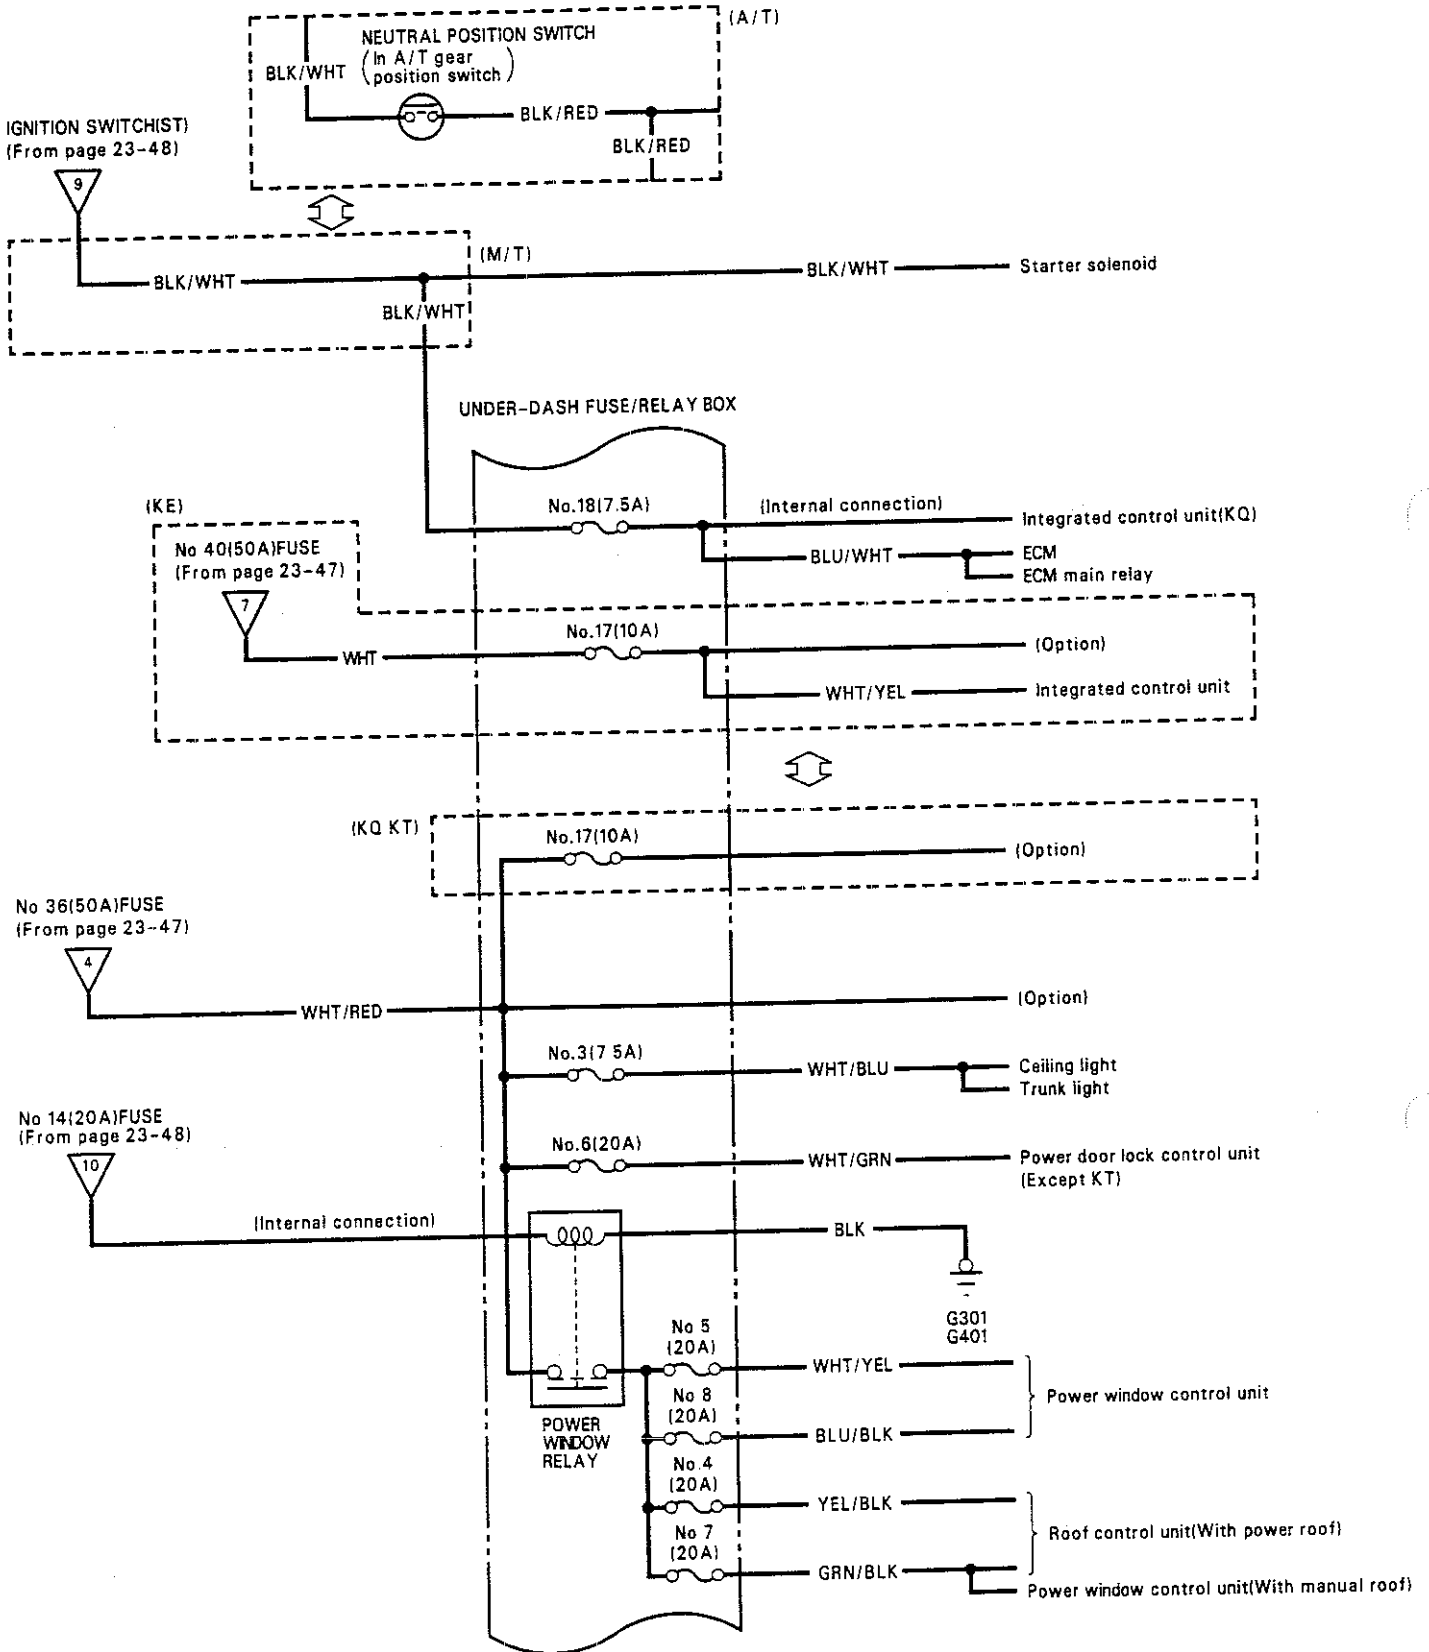 (A/T)
NEUTRAL POSITION SWITCH
(In A/T gear
position switch)
BLK/WHT
BLK/RED
BLK/RED
IGNITION SWITCH(ST)
(From page 23-48)
9
(M/T)
BLK/WHT
BLK/WHT
Starter solenoid
BLK/WHT
UNDER-DASH FUSE/RELAY BOX
(KE)
No.18(7.5A)
(Internal connection)
Integrated control unit(KQ)
No 40(50A)FUSE
(From page 23-47)
BLU/WHT
ECM
ECM main relay
7
No.17(10A)
(Option)
WHT
WHT/YEL
Integrated control unit
(KQ KT)
No.17(10A)
(Option)
No 36(50A)FUSE
(From page 23-47)
4
WHT/RED
(Option)
No.3(7 5A)
WHT/BLU
Ceiling light
Trunk light
No 14(20A)FUSE
(From page 23-48)
10
No.6(20A)
WHT/GRN
Power door lock control unit
(Except KT)
(Internal connection)
BLK
G301
G401
No 5
(20A)
WHT/YEL
Power window control unit
No 8
(20A)
BLU/BLK
POWER
WINDOW
RELAY
No.4
(20A)
YEL/BLK
Roof control unit(With power roof)
No 7
(20A)
GRN/BLK
Power window control unit(With manual roof)